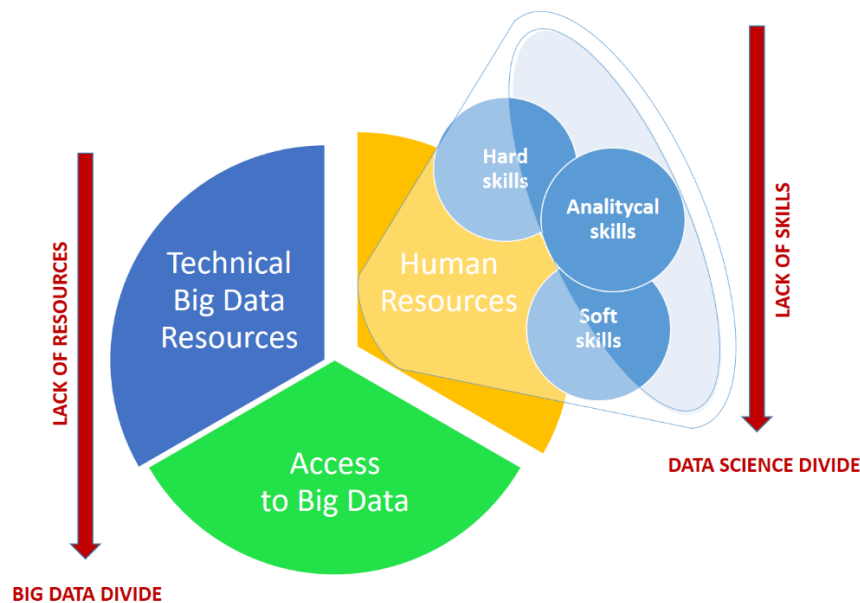 LACK OF RESOURCES
BIG DATA DIVIDE
Technical
Big Data
Resources
Access
to Big Data
Human
Resources
Hard
skills
Analitycal
skills
Soft
skills
LACK OF SKILLS
DATA SCIENCE DIVIDE